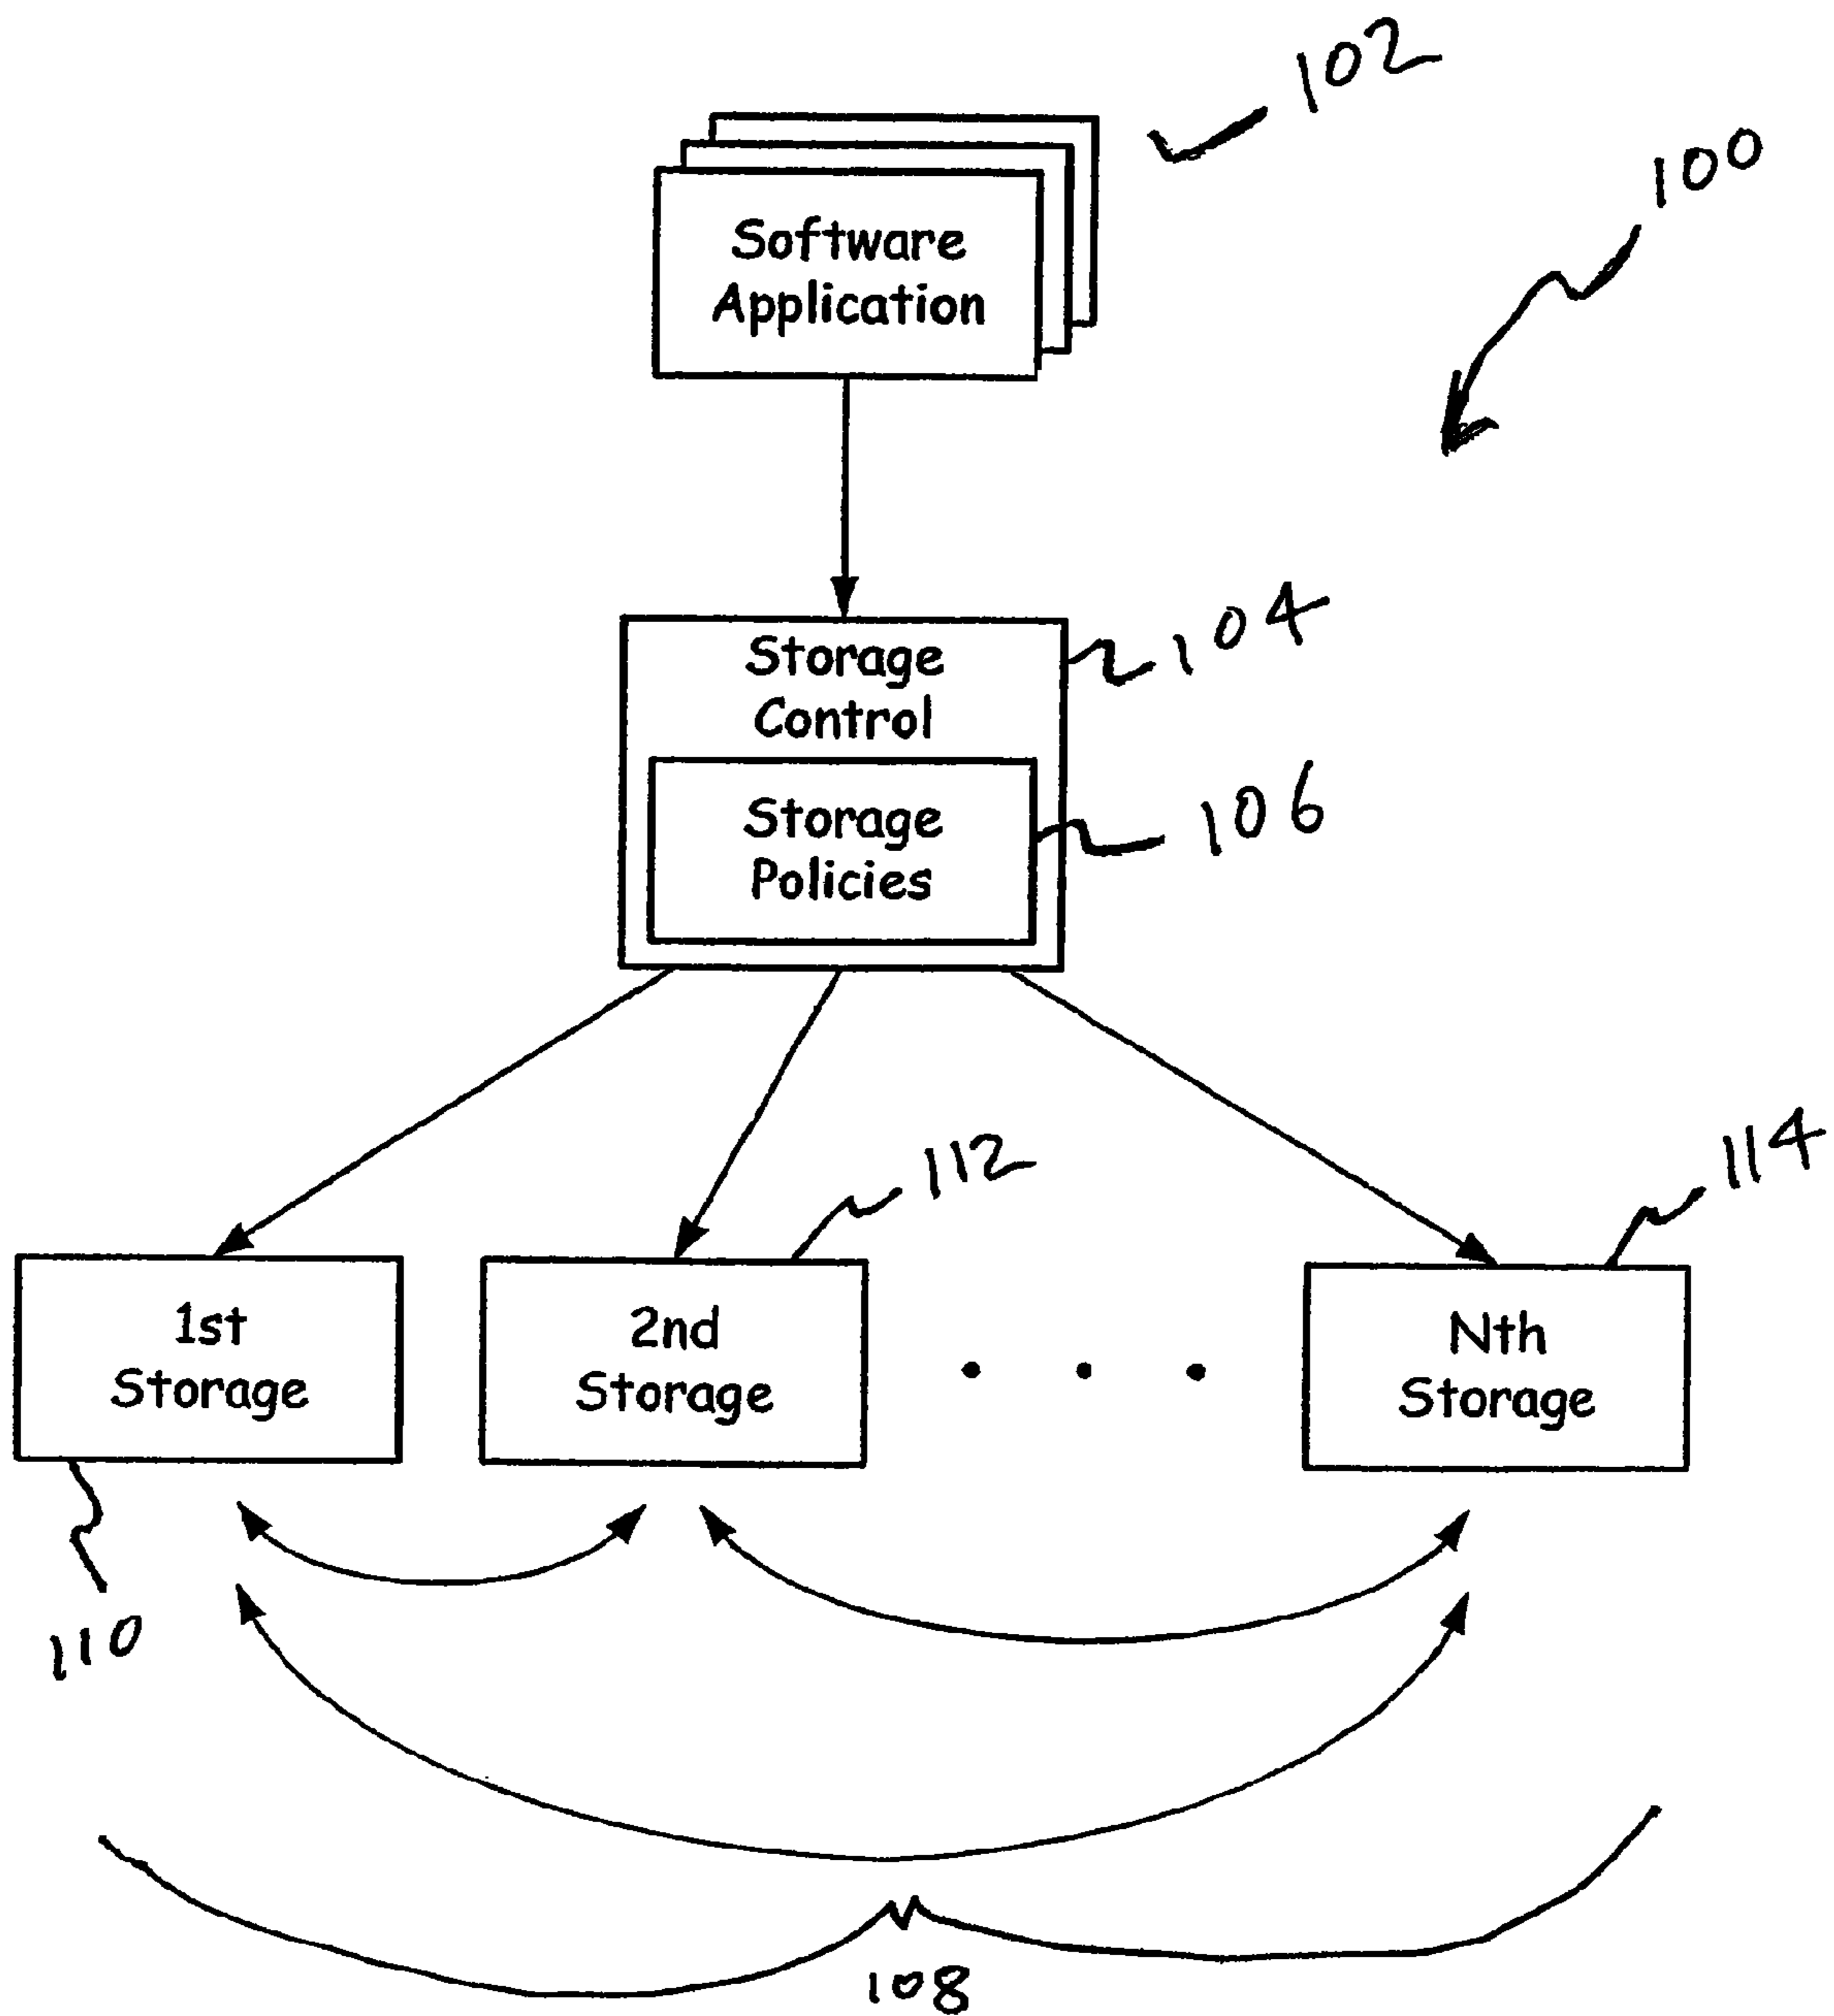 102
100
Software
Application
Storage
Control
104
Storage
Policies
106
112
114
1st
Storage
2nd
Storage
. . .
Nth
Storage
110
108